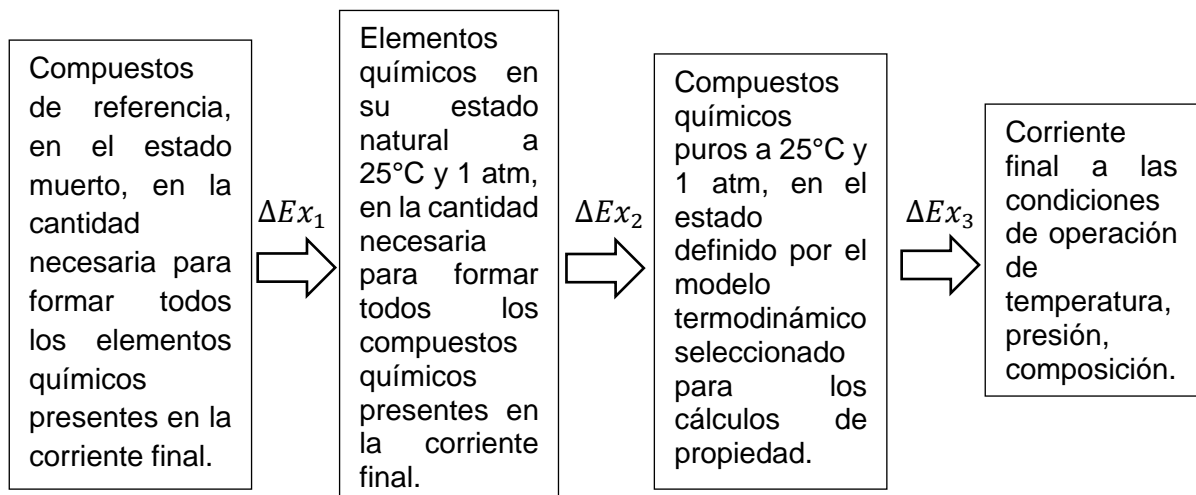 Compuestos
de referencia,
en el estado
muerto, en la
cantidad
necesaria para
formar todos
los elementos
químicos
presentes en la
corriente final.
ΔEx₁
Elementos
químicos en
su estado
natural a
25°C y 1 atm,
en la cantidad
necesaria
para formar
todos los
compuestos
químicos
presentes en
la corriente
final.
ΔEx₂
Compuestos
químicos
puros a 25°C y
1 atm, en el
estado
definido por el
modelo
termodinámico
seleccionado
para los
cálculos de
propiedad.
ΔEx₃
Corriente
final a las
condiciones
de operación
de
temperatura,
presión,
composición.